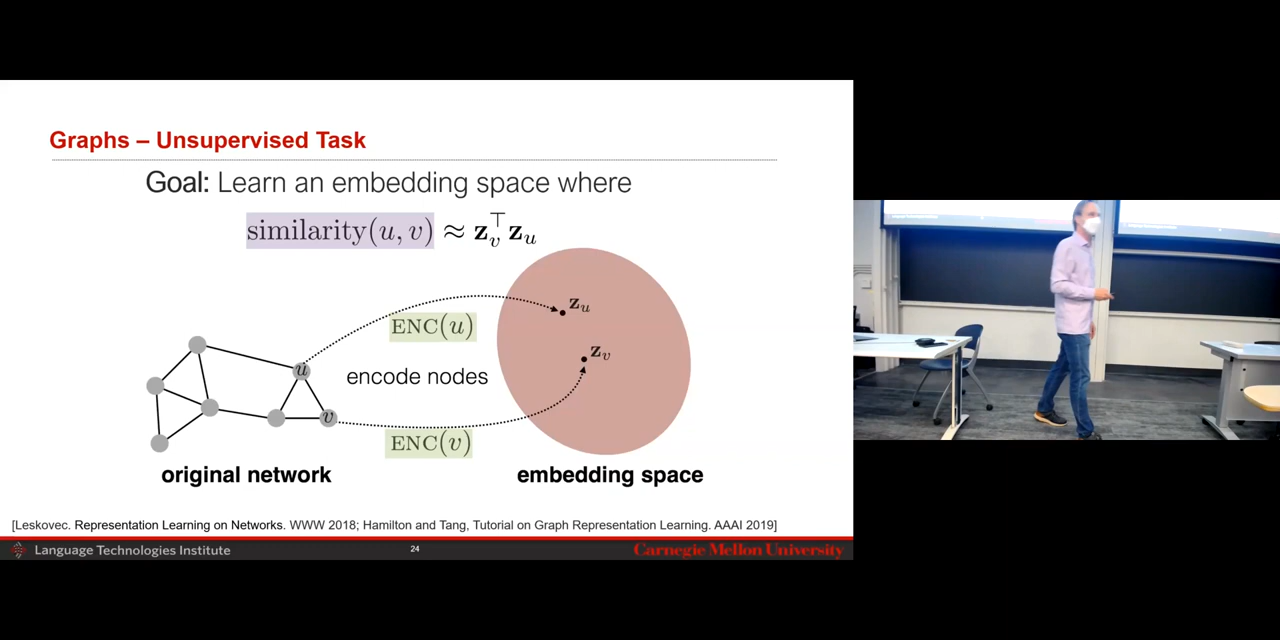 Graphs – Unsupervised Task
Goal: Learn an embedding space where
similarity(u, v) ≈ z_v^⊤ z_u
z_u
ENC(u)
z_v
u
encode nodes
v
ENC(v)
original network
embedding space
[Leskovec. Representation Learning on Networks. WWW 2018; Hamilton and Tang, Tutorial on Graph Representation Learning. AAAI 2019]
Language Technologies Institute
24
Carnegie Mellon University